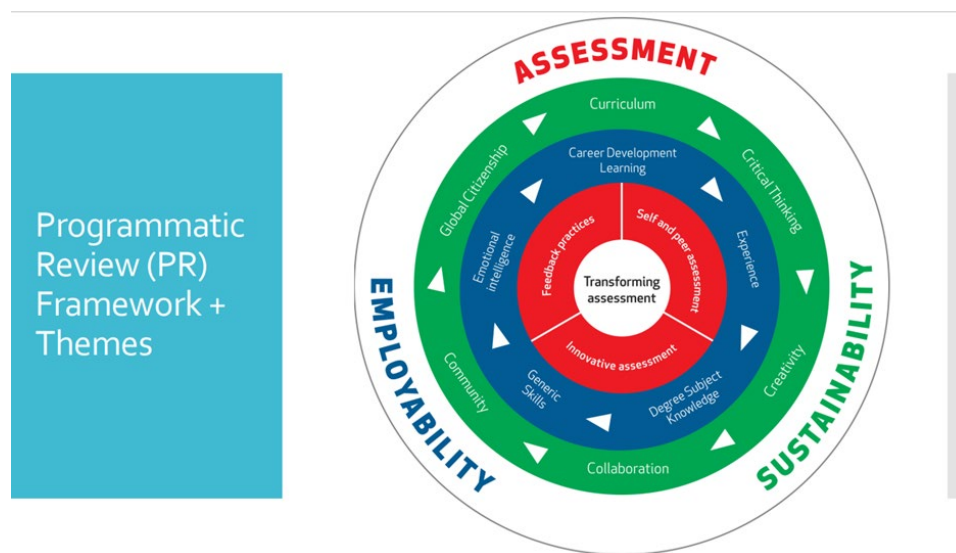 Programmatic
Review (PR)
Framework +
Themes
ASSESSMENT
SUSTAINABILITY
EMPLOYABILITY
Curriculum
Critical Thinking
Creativity
Collaboration
Community
Global Citizenship
Career Development
Learning
Experience
Degree Subject
Knowledge
Generic
Skills
Emotional
intelligence
Self and peer assessment
Innovative assessment
Feedback practices
Transforming
assessment